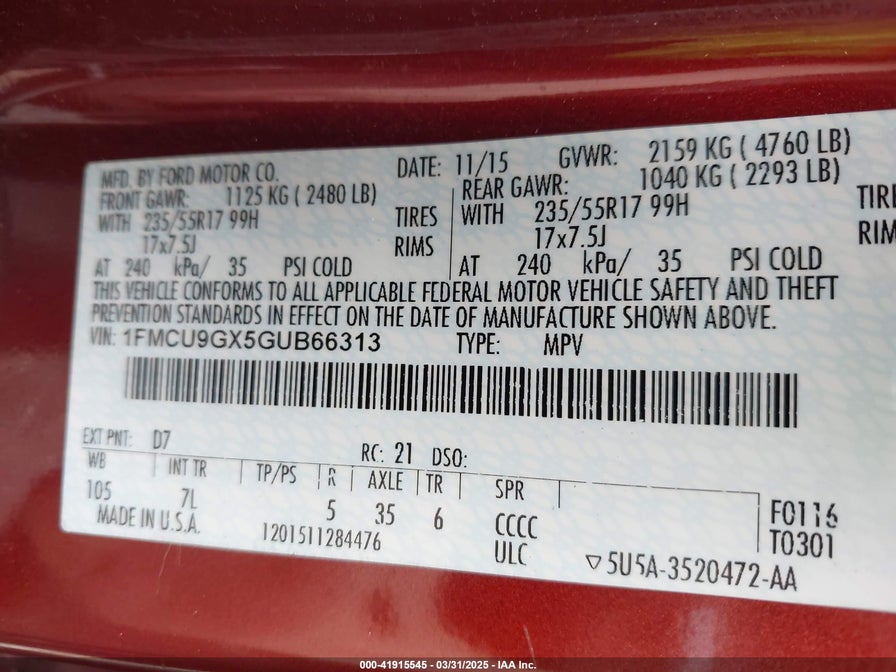 MFD. BY FORD MOTOR CO. DATE: 11/15 GVWR: 2159 KG ( 4760 LB)
FRONT GAWR: 1125 KG ( 2480 LB) REAR GAWR: 1040 KG ( 2293 LB)
WITH 235/55R17 99H TIRES WITH 235/55R17 99H
17x7.5J RIMS 17x7.5J
AT 240 kPa/ 35 PSI COLD AT 240 kPa/ 35 PSI COLD
THIS VEHICLE CONFORMS TO ALL APPLICABLE FEDERAL MOTOR VEHICLE SAFETY AND THEFT
PREVENTION STANDARDS IN EFFECT ON THE DATE OF MANUFACTURE SHOWN ABOVE.
VIN: 1FMCU9GX5GUB66313 TYPE: MPV
EXT PNT: D7 RC: 21 DSO:
WB INT TR TP/PS R AXLE TR SPR
105 7L 5 35 6 CCCC F0116
MADE IN U.S.A. 1201511284476 ULC T0301
5U5A-3520472-AA
000-41915545 - 03/31/2025 - IAA Inc.